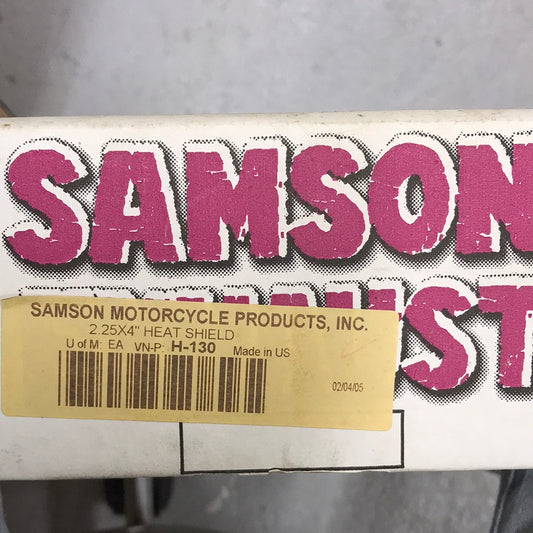 SAMSON
SAMSON MOTORCYCLE PRODUCTS, INC.
2.25X4" HEAT SHIELD
U of M: EA VN-P: H-130 Made in US
02/04/05